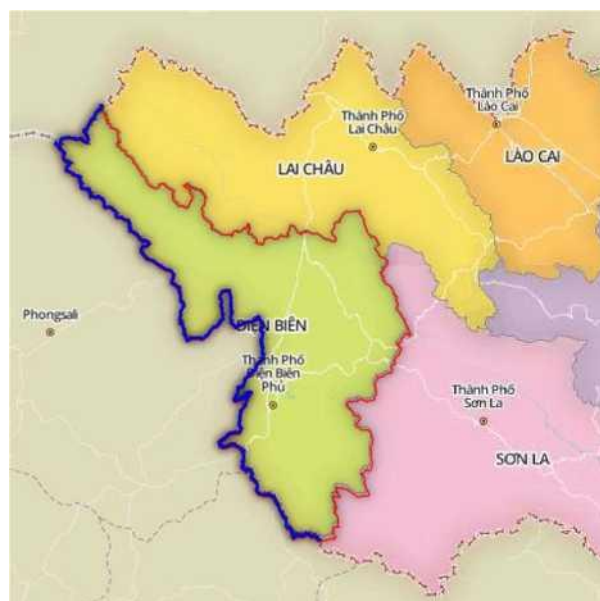 Thành Phố
Lào Cai
Thành Phố
Lai Châu
LÀO CAI
LAI CHÂU
Phongsali
ĐIỆN BIÊN
Thành Phố
Điện Biên
Phủ
Thành Phố
Sơn La
SƠN LA